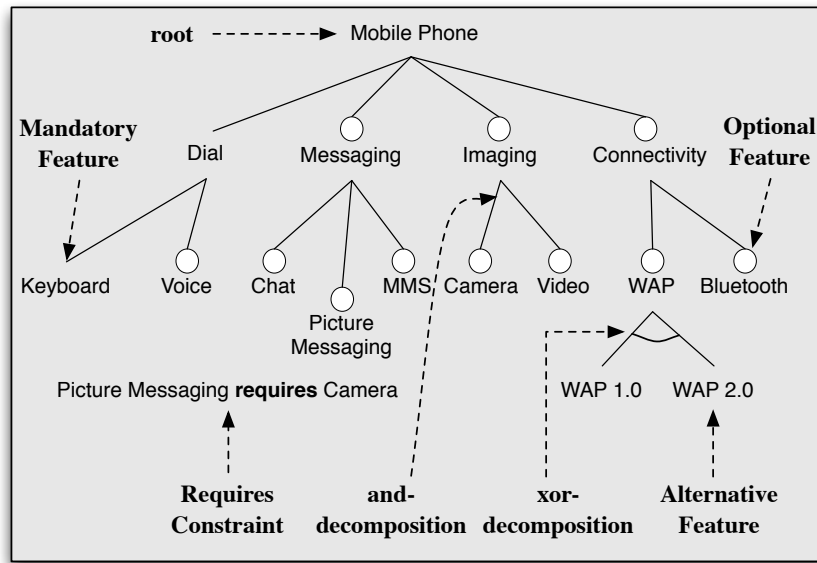 root
Mobile Phone
Mandatory
Feature
Dial
Messaging
Imaging
Connectivity
Optional
Feature
Keyboard
Voice
Chat
MMS
Camera
Video
WAP
Bluetooth
Picture
Messaging
Picture Messaging requires Camera
WAP 1.0
WAP 2.0
Requires
Constraint
and-
decomposition
xor-
decomposition
Alternative
Feature